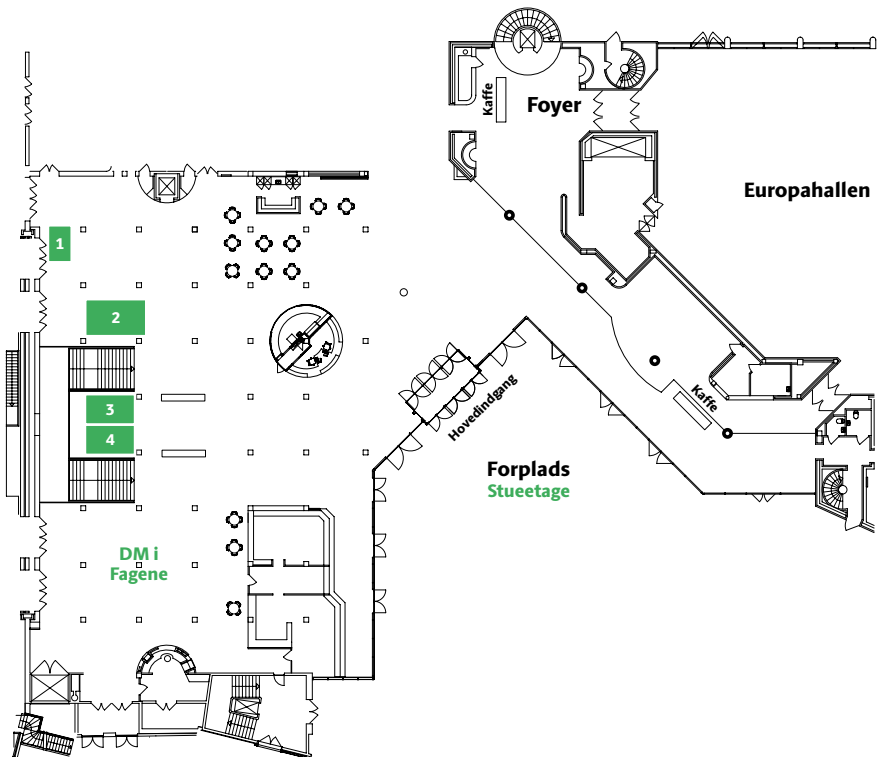 Kaffe
Foyer
Europahallen
1
2
3
4
Hovedindgang
Kaffe
Forplads
Stueetage
DM i
Fagene